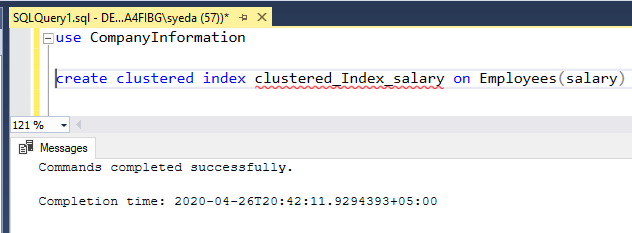 SQLQuery1.sql - DE...A4FIBG\syeda (57))*
use CompanyInformation
create clustered index clustered_Index_salary on Employees(salary)
121 %
Messages
Commands completed successfully.
Completion time: 2020-04-26T20:42:11.9294393+05:00